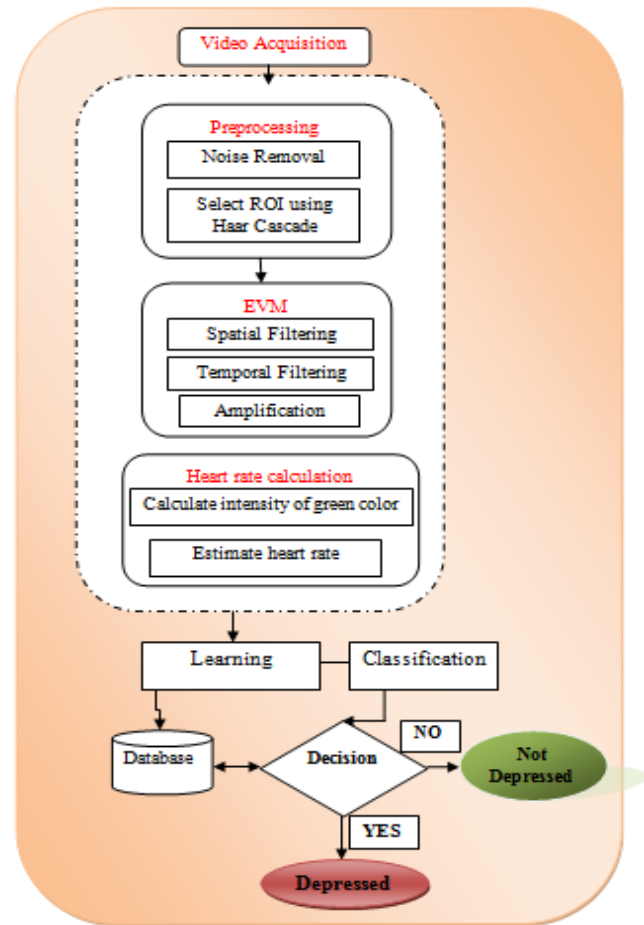 Video Acquisition
Preprocessing
Noise Removal
Select ROI using
Haar Cascade
EVM
Spatial Filtering
Temporal Filtering
Amplification
Heart rate calculation
Calculate intensity of green color
Estimate heart rate
Learning
Classification
Database
Decision
NO
Not
Depressed
YES
Depressed